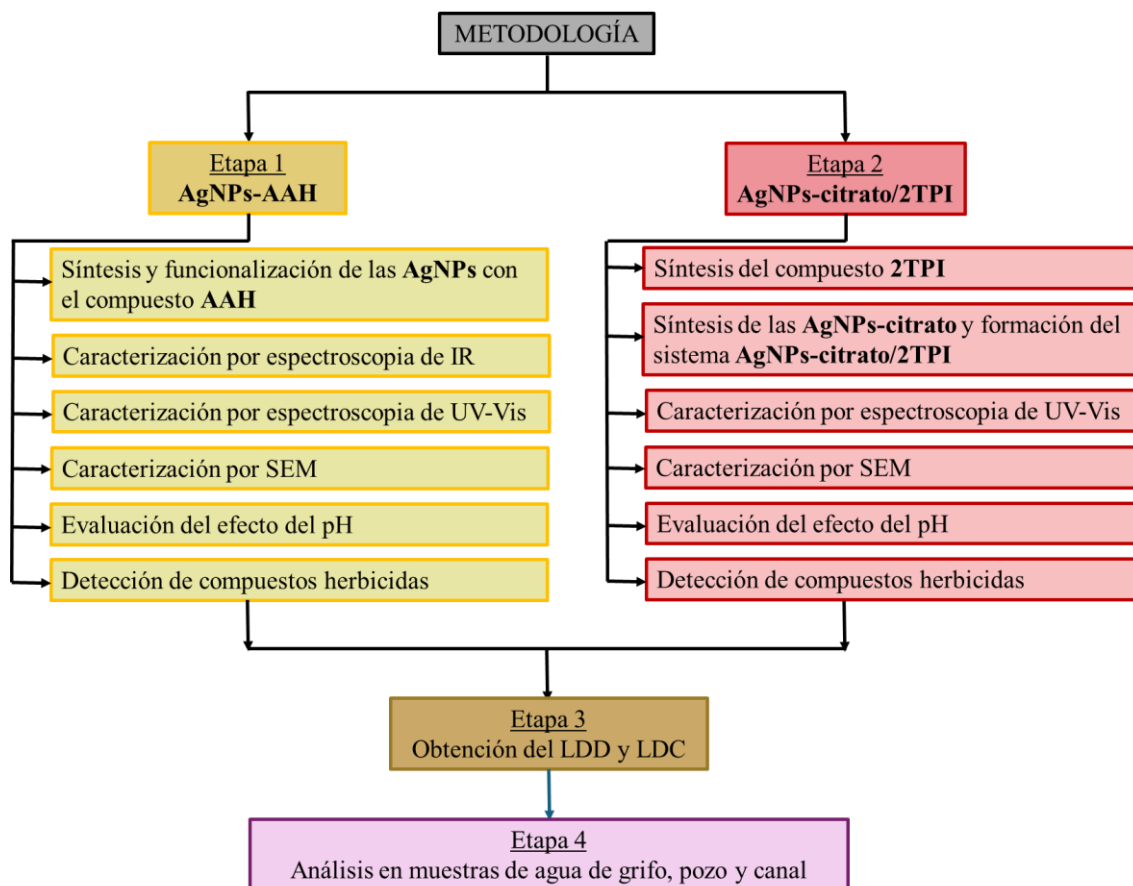 METODOLOGÍA
Etapa 1
AgNPs-AAH
Síntesis y funcionalización de las AgNPs con
el compuesto AAH
Caracterización por espectroscopia de IR
Caracterización por espectroscopia de UV-Vis
Caracterización por SEM
Evaluación del efecto del pH
Detección de compuestos herbicidas
Etapa 2
AgNPs-citrato/2TPI
Síntesis del compuesto 2TPI
Síntesis de las AgNPs-citrato y formación del
sistema AgNPs-citrato/2TPI
Caracterización por espectroscopia de UV-Vis
Caracterización por SEM
Evaluación del efecto del pH
Detección de compuestos herbicidas
Etapa 3
Obtención del LDD y LDC
Etapa 4
Análisis en muestras de agua de grifo, pozo y canal